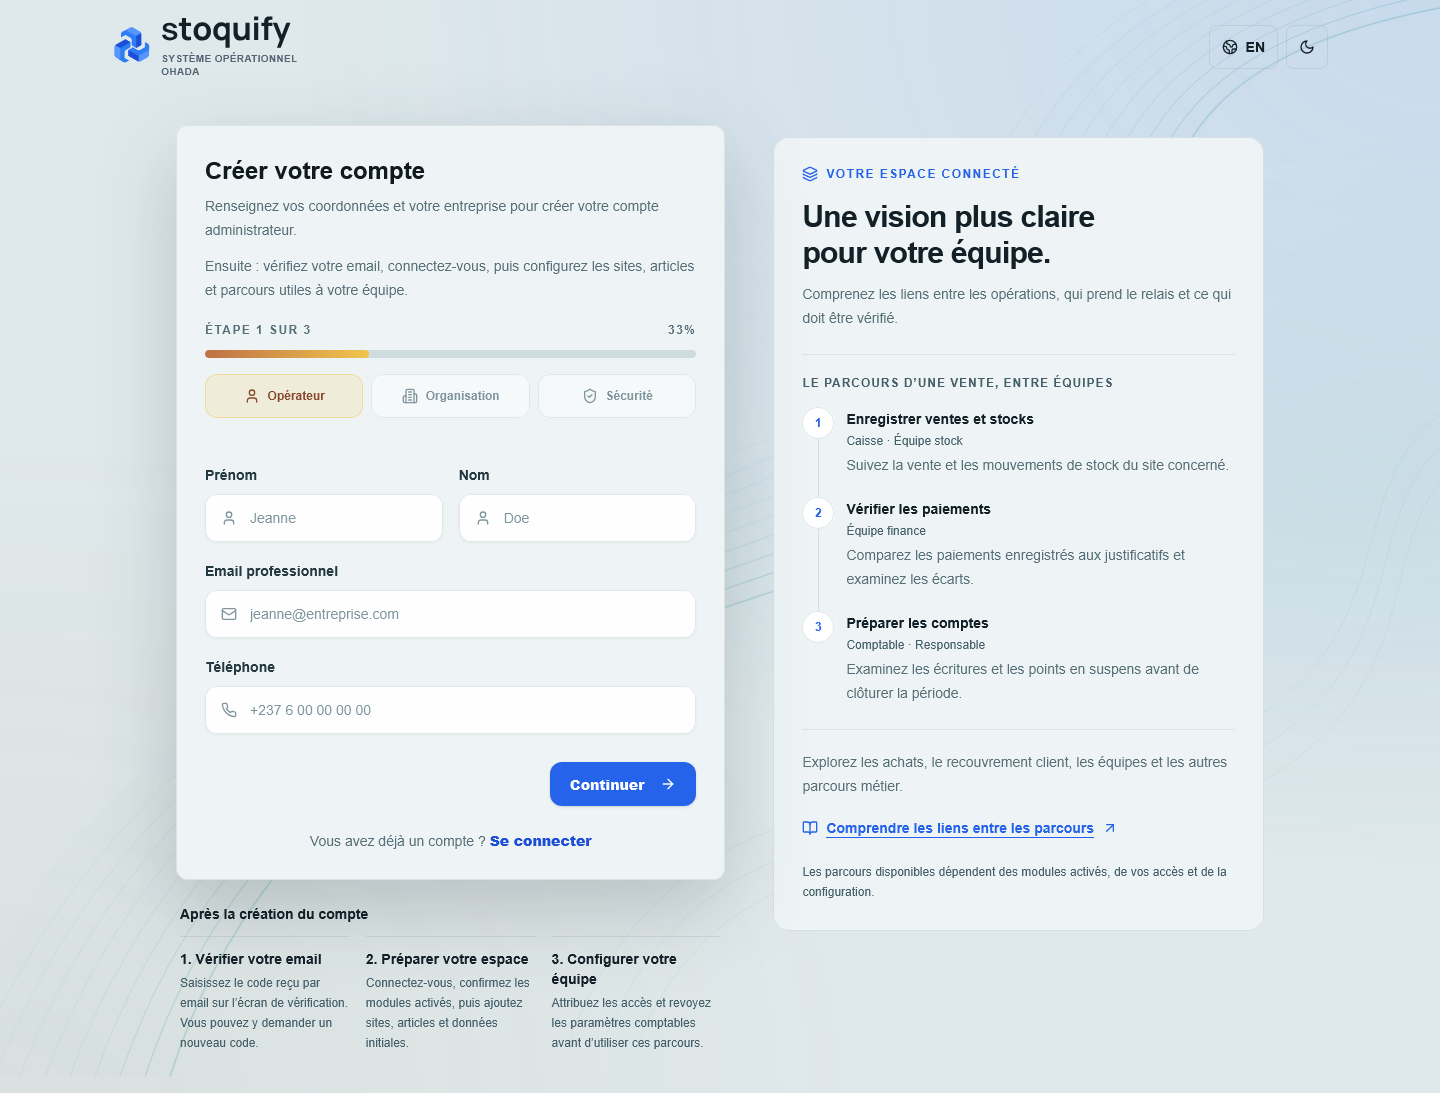 stoquify
SYSTÈME OPÉRATIONNEL
OHADA
EN
Créer votre compte
Renseignez vos coordonnées et votre entreprise pour créer votre compte
administrateur.
Ensuite : vérifiez votre email, connectez-vous, puis configurez les sites, articles
et parcours utiles à votre équipe.
ÉTAPE 1 SUR 3
33%
Opérateur
Organisation
Sécurité
Prénom
Nom
Jeanne
Doe
Email professionnel
jeanne@entreprise.com
Téléphone
+237 6 00 00 00 00
Continuer
Vous avez déjà un compte ? Se connecter
Après la création du compte
1. Vérifier votre email
Saisissez le code reçu par
email sur l’écran de vérification.
Vous pouvez y demander un
nouveau code.
2. Préparer votre espace
Connectez-vous, confirmez les
modules activés, puis ajoutez
sites, articles et données
initiales.
3. Configurer votre
équipe
Attribuez les accès et revoyez
les paramètres comptables
avant d’utiliser ces parcours.
VOTRE ESPACE CONNECTÉ
Une vision plus claire
pour votre équipe.
Comprenez les liens entre les opérations, qui prend le relais et ce qui
doit être vérifié.
LE PARCOURS D’UNE VENTE, ENTRE ÉQUIPES
1
Enregistrer ventes et stocks
Caisse · Équipe stock
Suivez la vente et les mouvements de stock du site concerné.
2
Vérifier les paiements
Équipe finance
Comparez les paiements enregistrés aux justificatifs et
examinez les écarts.
3
Préparer les comptes
Comptable · Responsable
Examinez les écritures et les points en suspens avant de
clôturer la période.
Explorez les achats, le recouvrement client, les équipes et les autres
parcours métier.
Comprendre les liens entre les parcours
Les parcours disponibles dépendent des modules activés, de vos accès et de la
configuration.